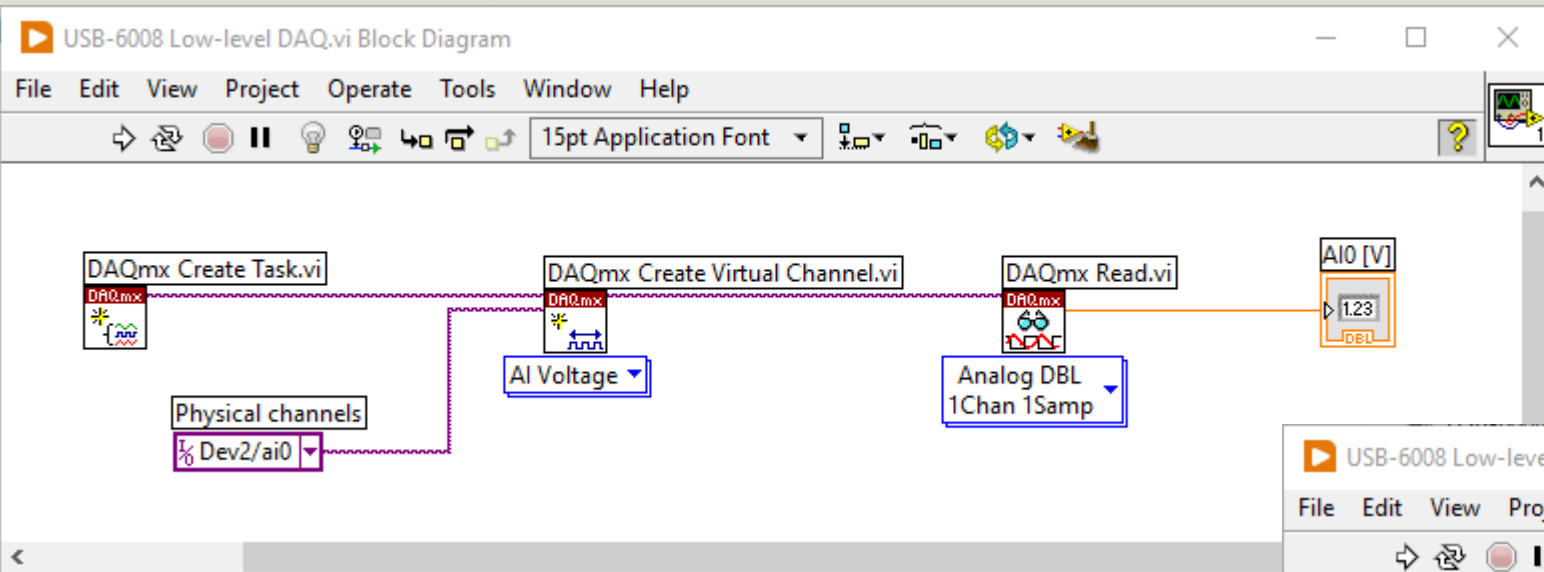 USB-6008 Low-level DAQ.vi Block Diagram
File Edit View Project Operate Tools Window Help
15pt Application Font
1
DAQmx Create Task.vi
DAQmx
DAQmx Create Virtual Channel.vi
DAQmx
AI Voltage
DAQmx Read.vi
DAQmx
Analog DBL
1Chan 1Samp
AI0 [V]
1.23
DBL
Physical channels
I/O Dev2/ai0
USB-6008 Low-leve
File Edit View Pro